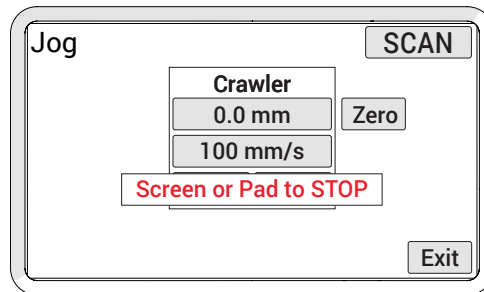 Jog
SCAN
Crawler
0.0 mm
Zero
100 mm/s
Screen or Pad to STOP
Exit